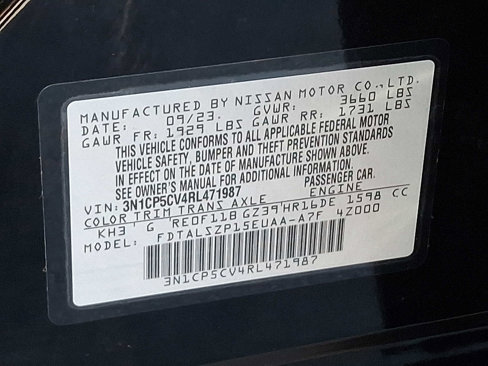 MANUFACTURED BY NISSAN MOTOR CO., LTD.
DATE: 09/23. GVWR: 3660 LBS
GAWR FR: 1929 LBS GAWR RR: 1731 LBS
THIS VEHICLE CONFORMS TO ALL APPLICABLE FEDERAL MOTOR
VEHICLE SAFETY, BUMPER AND THEFT PREVENTION STANDARDS
IN EFFECT ON THE DATE OF MANUFACTURE SHOWN ABOVE.
SEE OWNER'S MANUAL FOR ADDITIONAL INFORMATION.
VIN: 3N1CP5CV4RL471987 PASSENGER CAR.
COLOR TRIM TRANS AXLE ENGINE
KH3 G RE0F11B GZ39 HR16DE 1598 CC
MODEL: FDTALSZP15EUAA-A7F 4Z000
3N1CP5CV4RL471987